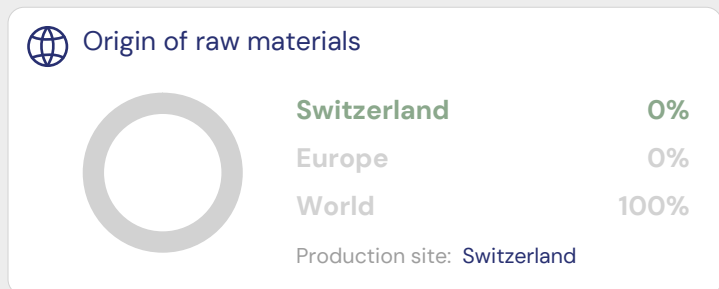 Origin of raw materials
Switzerland 0%
Europe 0%
World 100%
Production site: Switzerland